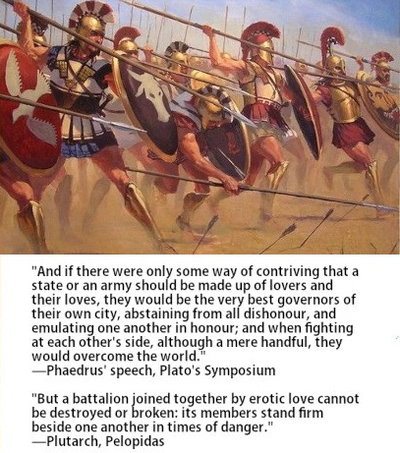 "And if there were only some way of contriving that a
state or an army should be made up of lovers and
their loves, they would be the very best governors of
their own city, abstaining from all dishonour, and
emulating one another in honour; and when fighting
at each other's side, although a mere handful, they
would overcome the world."
—Phaedrus' speech, Plato's Symposium
"But a battalion joined together by erotic love cannot
be destroyed or broken: its members stand firm
beside one another in times of danger."
—Plutarch, Pelopidas